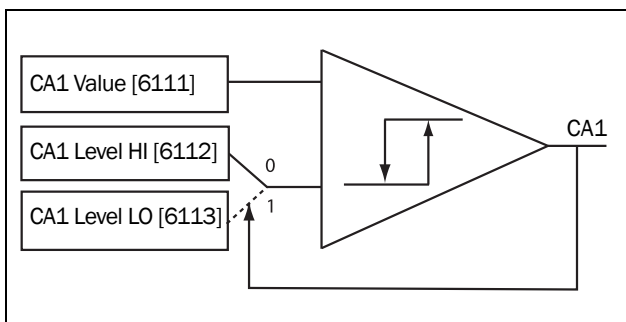 CA1 Value [6111]
CA1 Level HI [6112]
CA1 Level LO [6113]
0
1
CA1